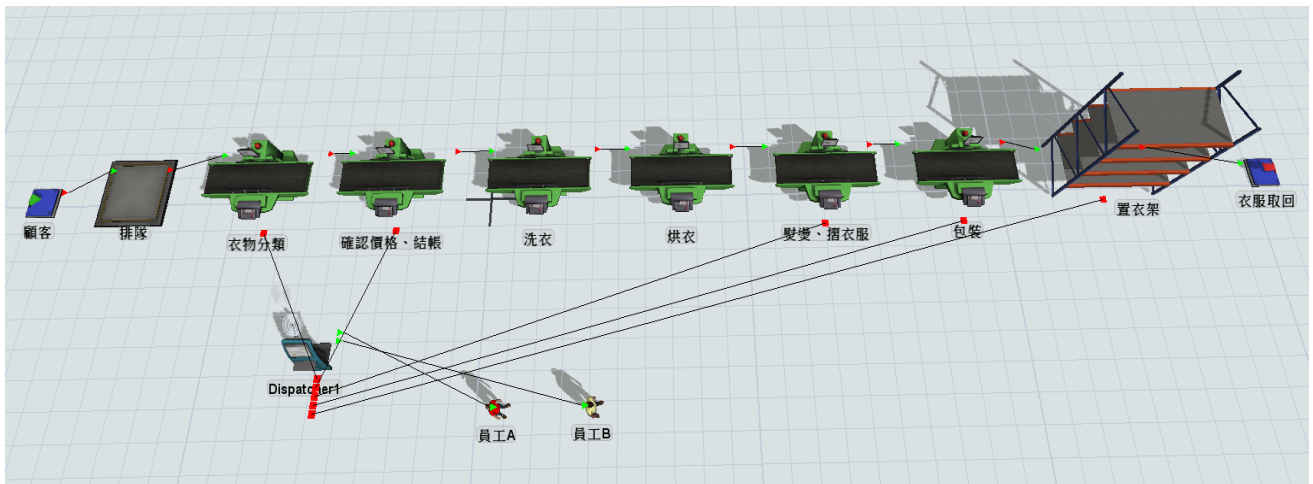 顧客
排隊
衣物分類
確認價格、結帳
洗衣
烘衣
熨燙、摺衣服
包裝
置衣架
衣服取回
Dispatcher1
員工A
員工B